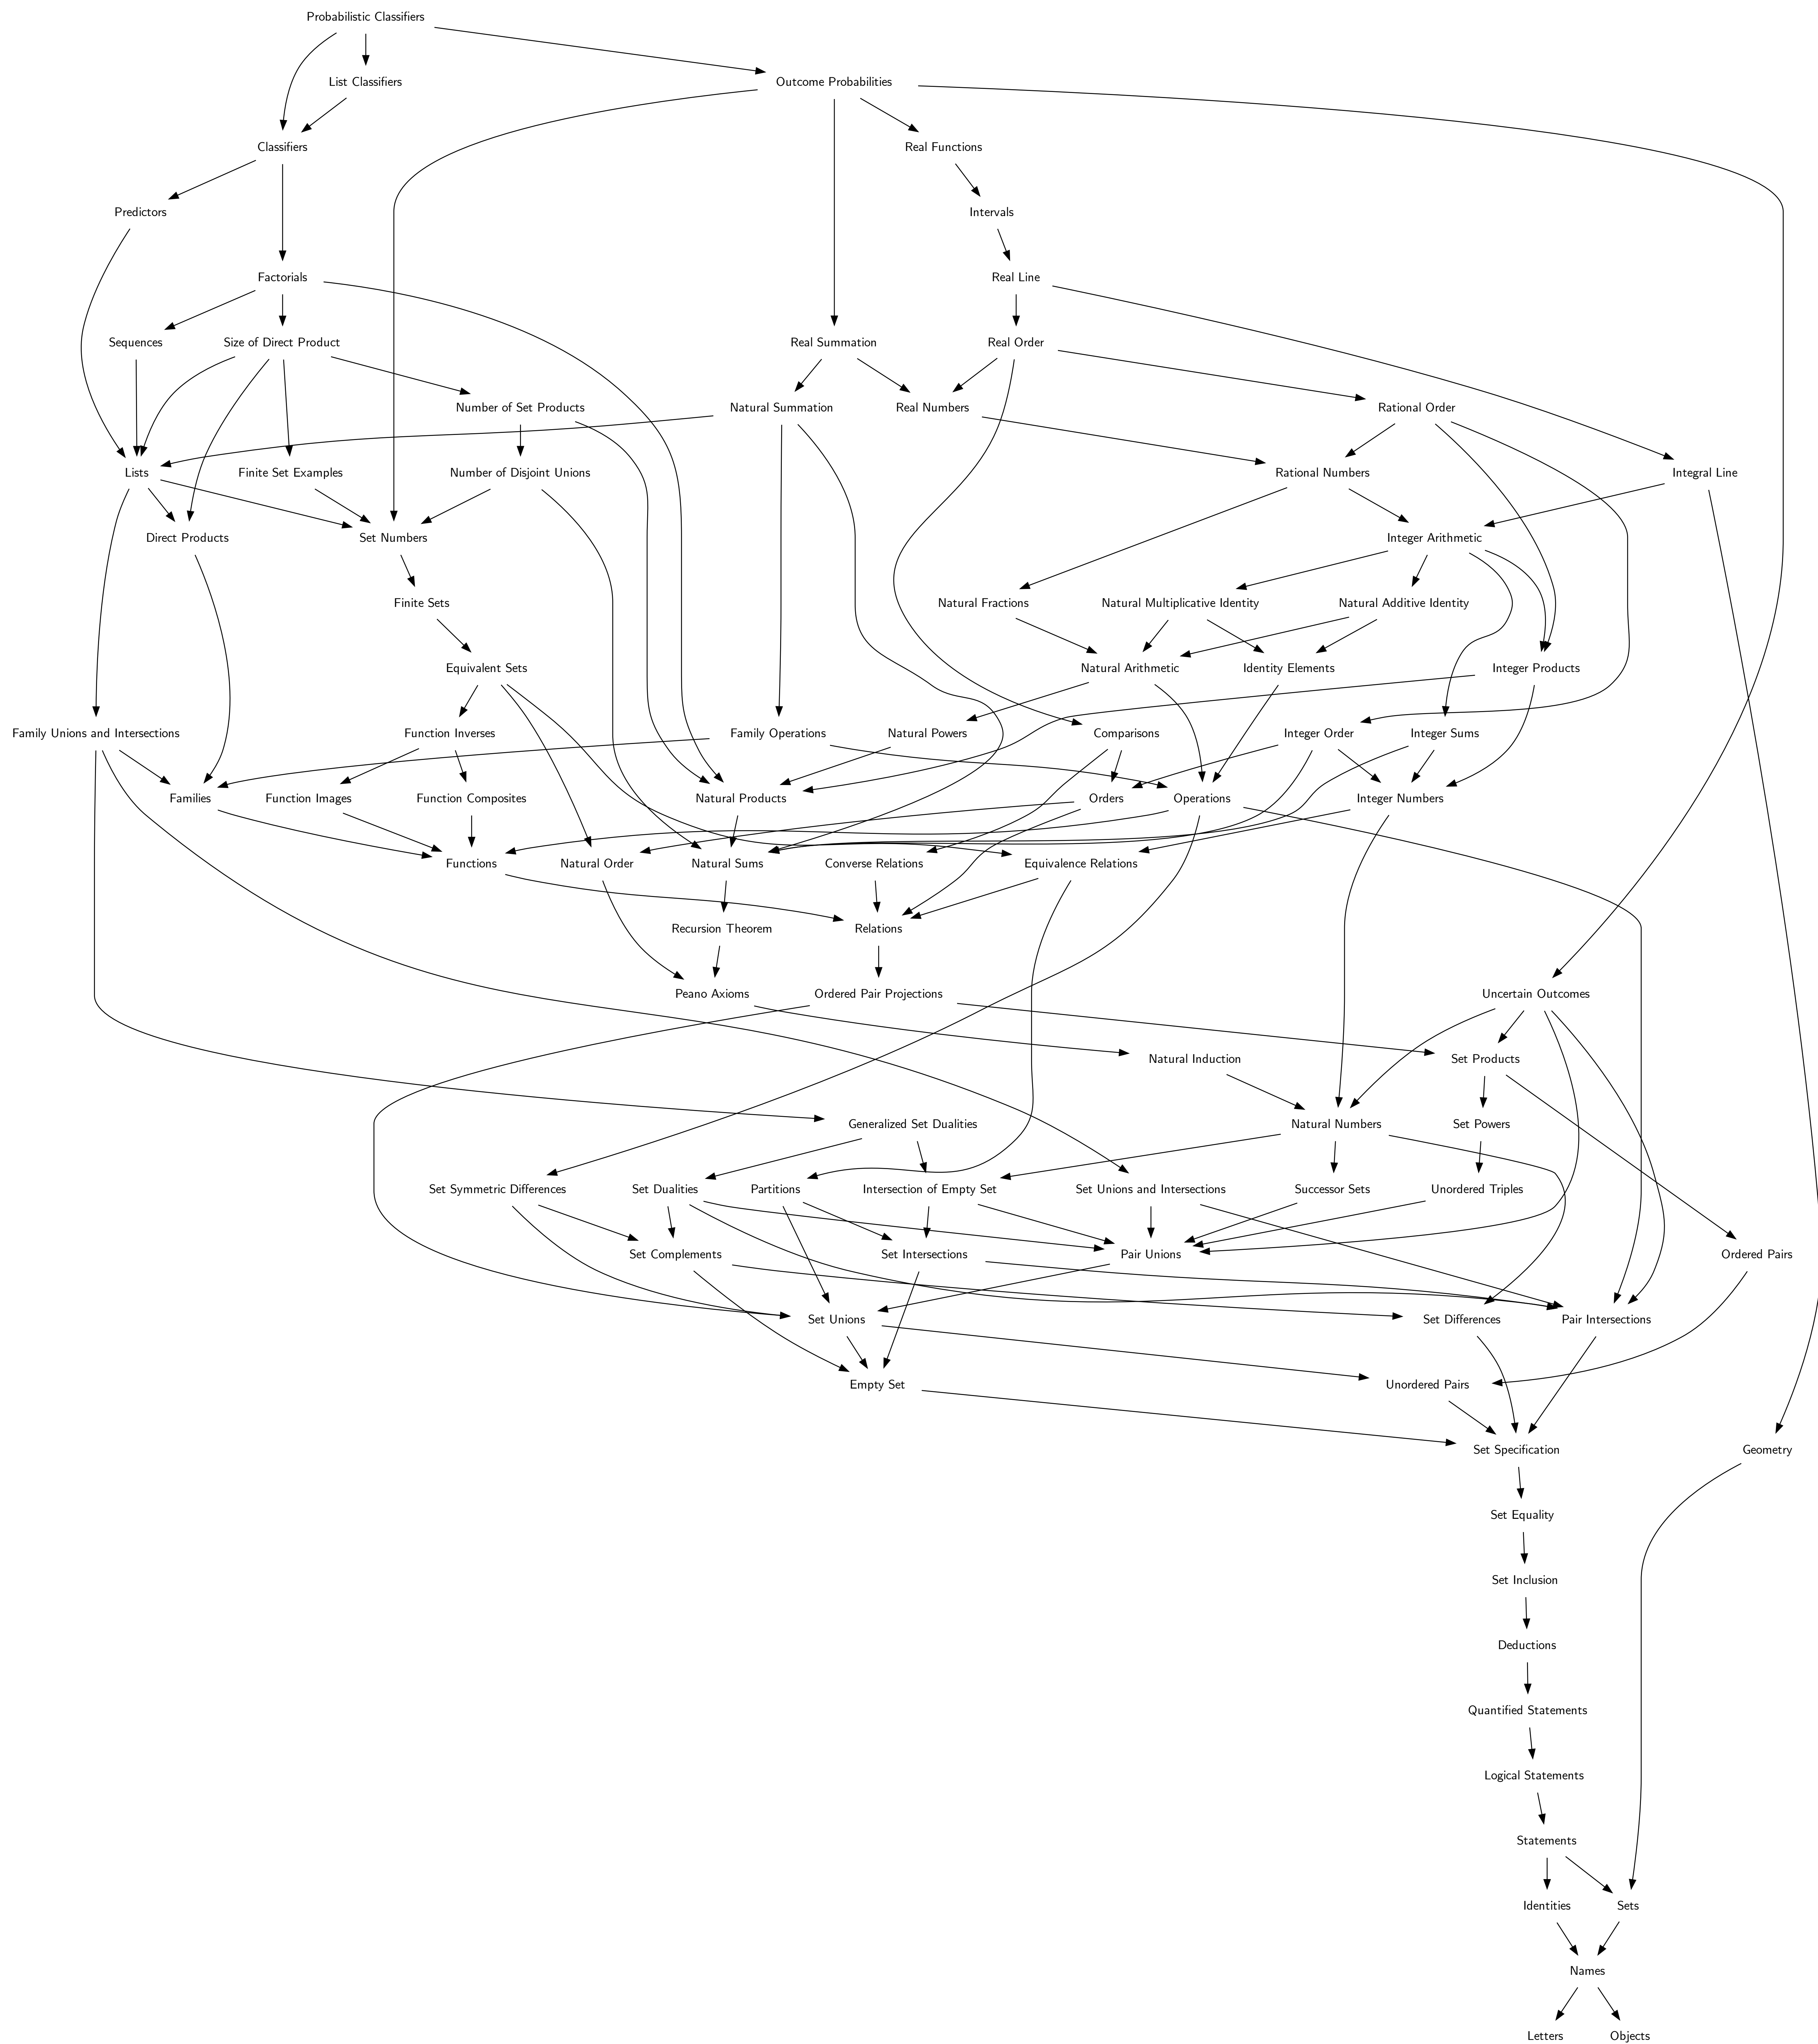 Probabilistic Classifiers
List Classifiers
Outcome Probabilities
Classifiers
Real Functions
Predictors
Intervals
Factorials
Real Line
Sequences
Size of Direct Product
Real Summation
Real Order
Number of Set Products
Natural Summation
Real Numbers
Rational Order
Lists
Finite Set Examples
Number of Disjoint Unions
Rational Numbers
Integral Line
Direct Products
Set Numbers
Integer Arithmetic
Finite Sets
Natural Fractions
Natural Multiplicative Identity
Natural Additive Identity
Equivalent Sets
Natural Arithmetic
Identity Elements
Integer Products
Family Unions and Intersections
Function Inverses
Family Operations
Natural Powers
Comparisons
Integer Order
Integer Sums
Families
Function Images
Function Composites
Natural Products
Orders
Operations
Integer Numbers
Functions
Natural Order
Natural Sums
Converse Relations
Equivalence Relations
Recursion Theorem
Relations
Peano Axioms
Ordered Pair Projections
Uncertain Outcomes
Natural Induction
Set Products
Generalized Set Dualities
Natural Numbers
Set Powers
Set Symmetric Differences
Set Dualities
Partitions
Intersection of Empty Set
Set Unions and Intersections
Successor Sets
Unordered Triples
Set Complements
Set Intersections
Pair Unions
Ordered Pairs
Set Unions
Set Differences
Pair Intersections
Empty Set
Unordered Pairs
Set Specification
Geometry
Set Equality
Set Inclusion
Deductions
Quantified Statements
Logical Statements
Statements
Identities
Sets
Names
Letters
Objects